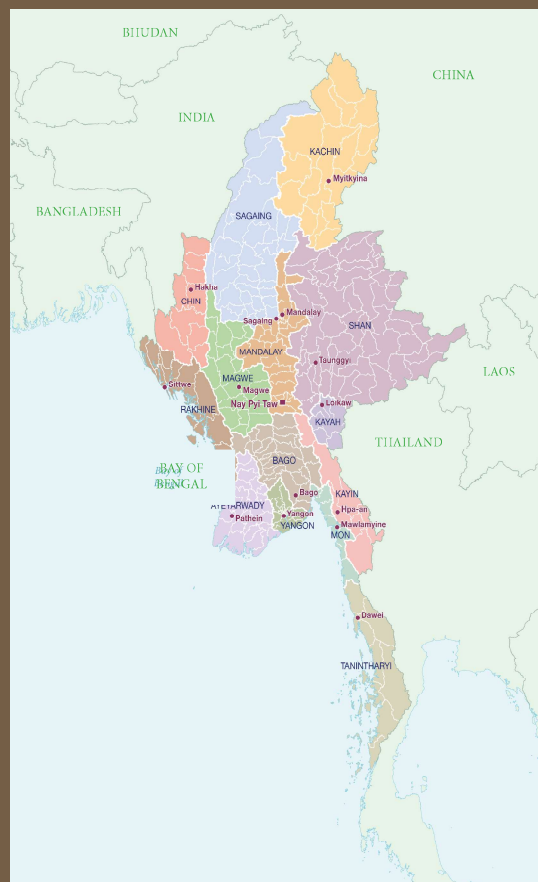 BHUDAN
CHINA
INDIA
KACHIN
Myitkyina
BANGLADESH
SAGAING
Hakha
CHIN
Mandalay
Sagaing
SHAN
MANDALAY
Taunggyi
LAOS
MAGWE
Sittwe
Magwe
Nay Pyi Taw
Loikaw
RAKHINE
KAYAH
THAILAND
BAGO
BAY OF
BENGAL
Bago
KAYIN
AYEYARWADY
Hpa-an
Pathein
Yangon
YANGON
Mawlamyine
MON
Dawei
TANINTHARYI